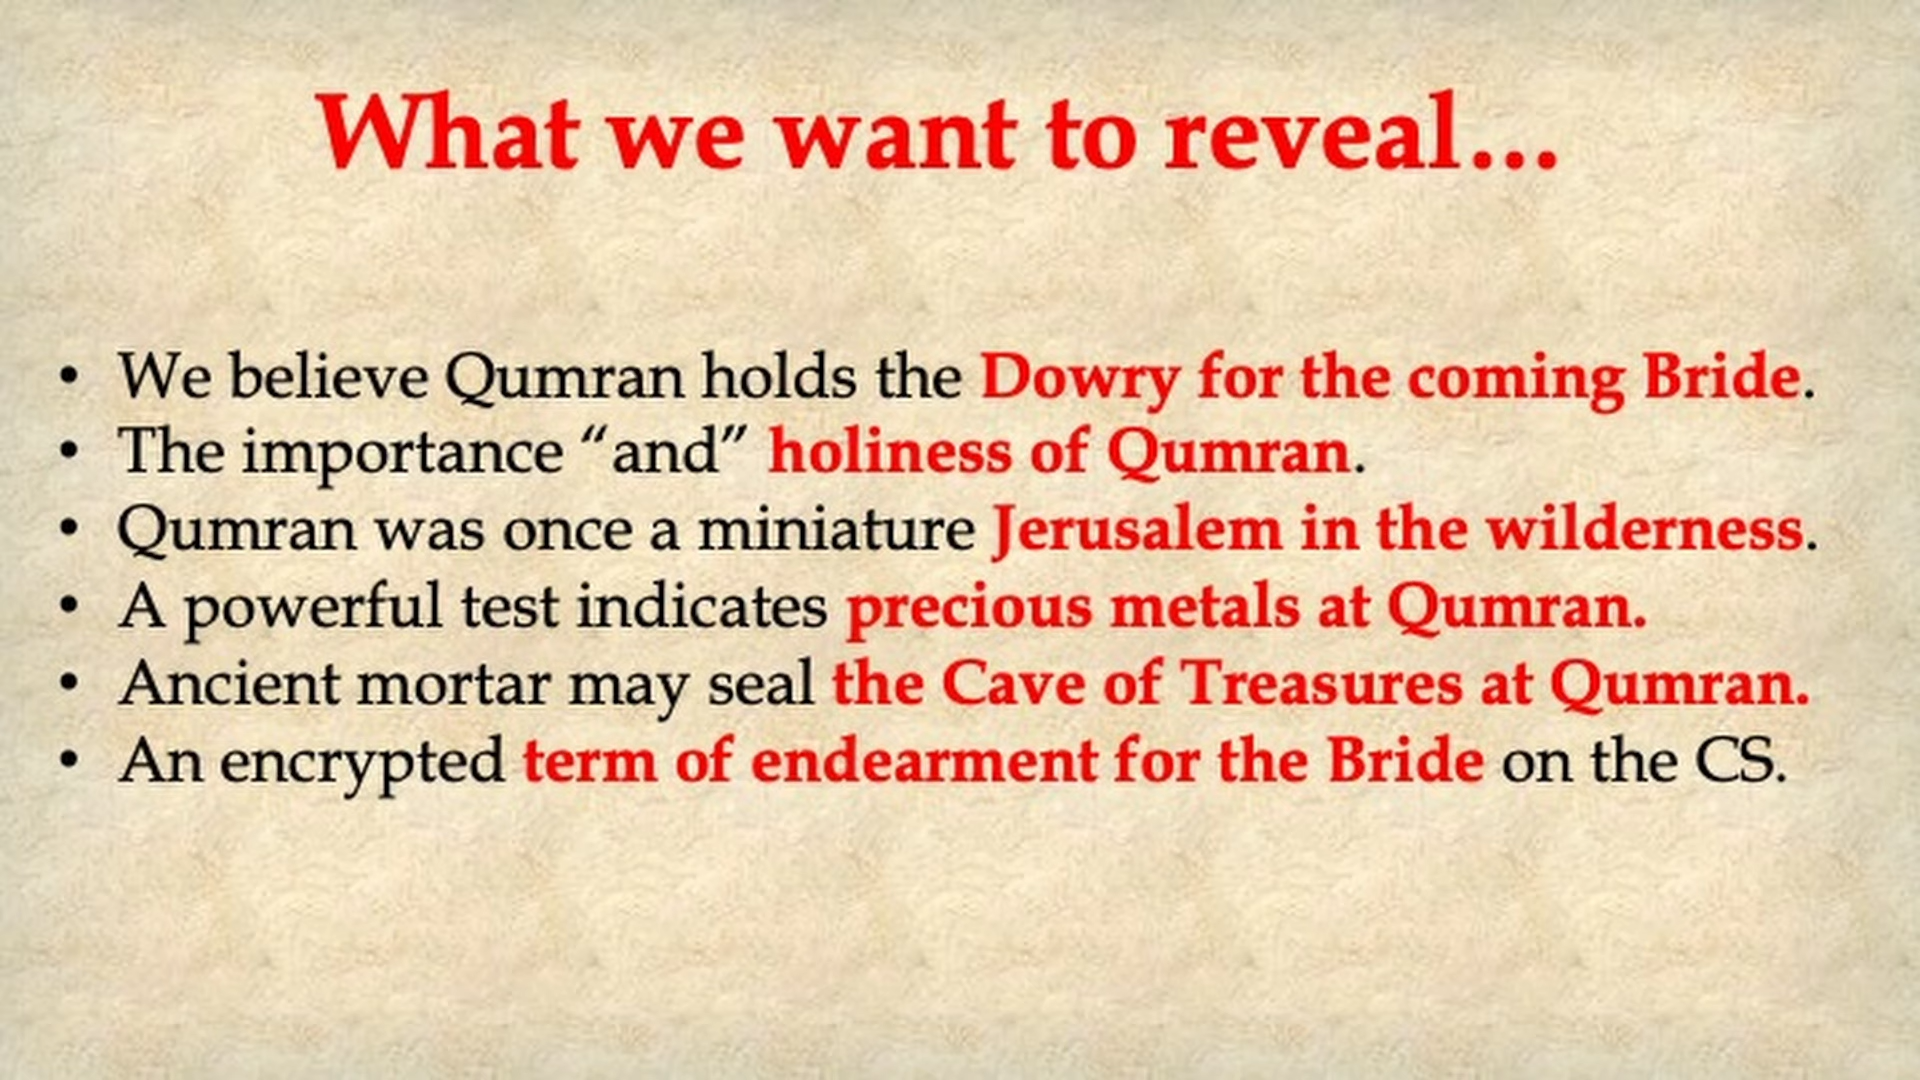 What we want to reveal…
• We believe Qumran holds the Dowry for the coming Bride.
• The importance “and” holiness of Qumran.
• Qumran was once a miniature Jerusalem in the wilderness.
• A powerful test indicates precious metals at Qumran.
• Ancient mortar may seal the Cave of Treasures at Qumran.
• An encrypted term of endearment for the Bride on the CS.